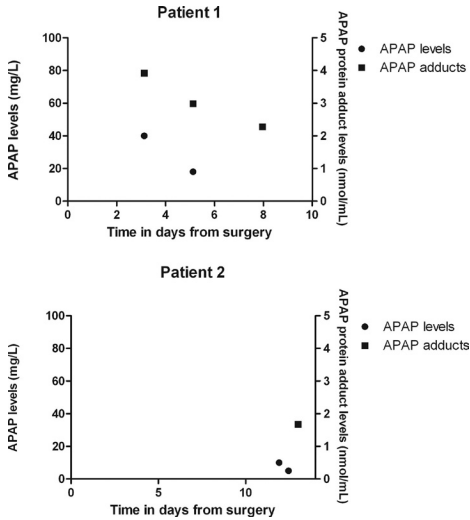 Patient 1
APAP levels (mg/L)
100
80
60
40
20
0
0 2 4 6 8 10
Time in days from surgery
5
4
3
2
1
0
APAP protein adduct levels (nmol/mL)
APAP levels
APAP adducts
Patient 2
APAP levels (mg/L)
100
80
60
40
20
0
0 5 10
Time in days from surgery
5
4
3
2
1
0
APAP protein adduct levels (nmol/mL)
APAP levels
APAP adducts